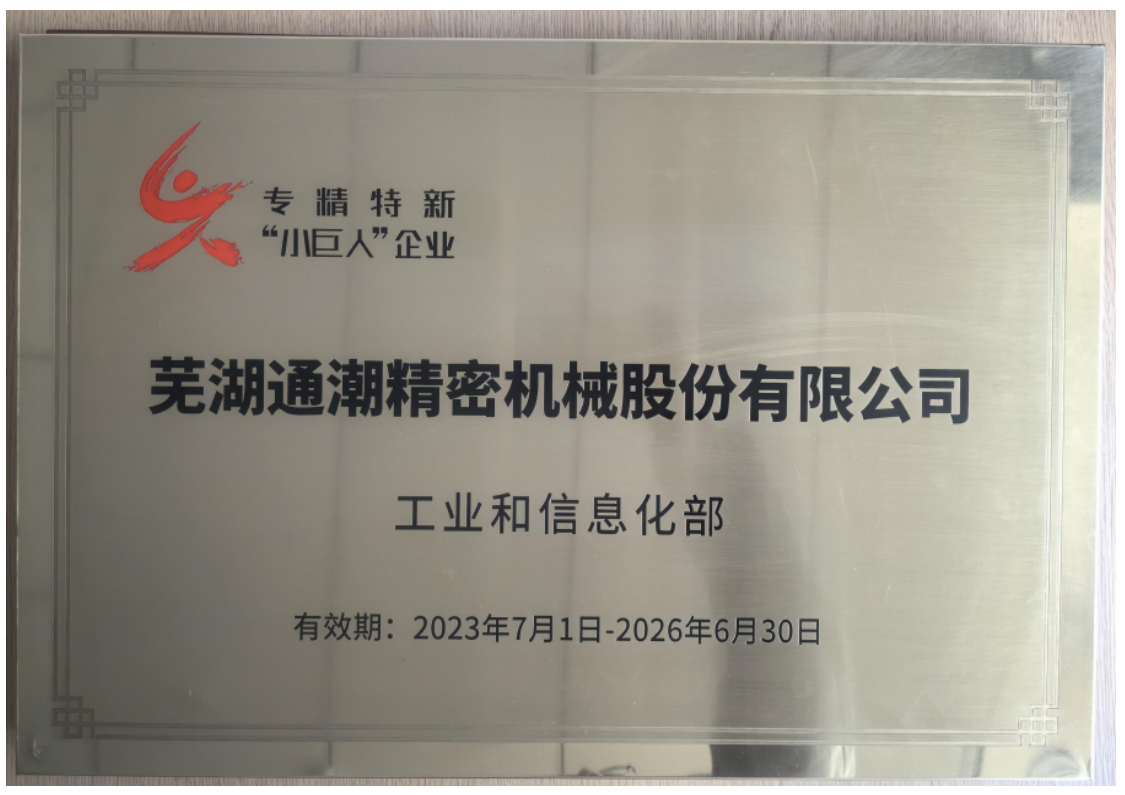 专精特新
“小巨人”企业
芜湖通潮精密机械股份有限公司
工业和信息化部
有效期：2023年7月1日-2026年6月30日